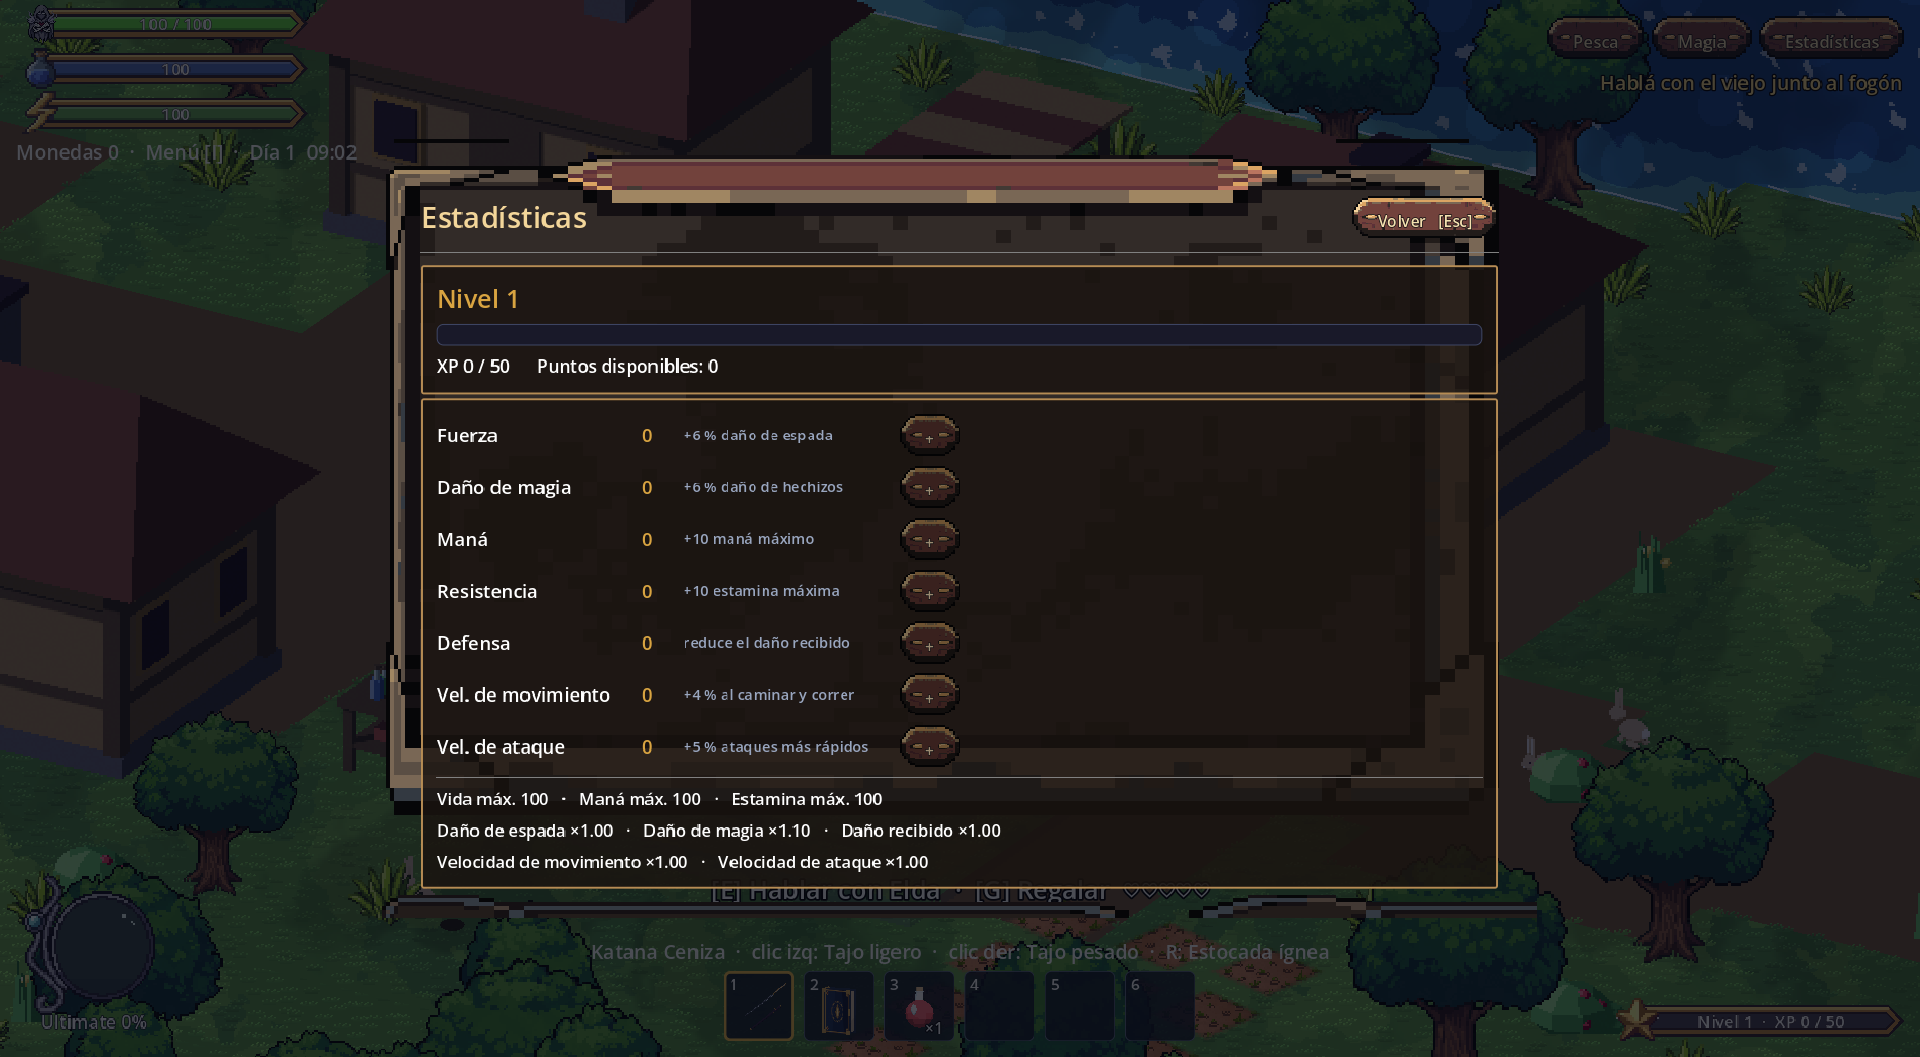 100 / 100
100
100
Monedas 0 · Menú [I] · Día 1 09:02
Pesca
Magia
Estadísticas
Hablá con el viejo junto al fogón
Estadísticas
Volver [Esc]
Nivel 1
XP 0 / 50 Puntos disponibles: 0
Fuerza 0 +6 % daño de espada +
Daño de magia 0 +6 % daño de hechizos +
Maná 0 +10 maná máximo +
Resistencia 0 +10 estamina máxima +
Defensa 0 reduce el daño recibido +
Vel. de movimiento 0 +4 % al caminar y correr +
Vel. de ataque 0 +5 % ataques más rápidos +
Vida máx. 100 · Maná máx. 100 · Estamina máx. 100
Daño de espada ×1.00 · Daño de magia ×1.10 · Daño recibido ×1.00
Velocidad de movimiento ×1.00 · Velocidad de ataque ×1.00
[E] Hablar con Elda · [G] Regalar ♡♡♡♡♡
Katana Ceniza · clic izq: Tajo ligero · clic der: Tajo pesado · R: Estocada ígnea
1 2 3 4 5 6
×1
Ultimate 0%
Nivel 1 · XP 0 / 50